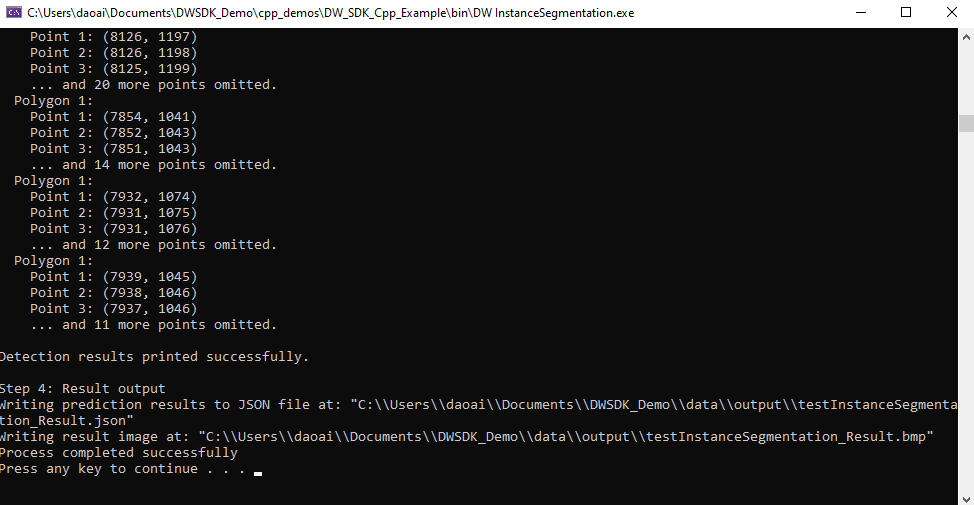 C:\Users\daoai\Documents\DWSDK_Demo\cpp_demos\DW_SDK_Cpp_Example\bin\DW InstanceSegmentation.exe
Point 1: (8126, 1197)
Point 2: (8126, 1198)
Point 3: (8125, 1199)
... and 20 more points omitted.
Polygon 1:
Point 1: (7854, 1041)
Point 2: (7852, 1043)
Point 3: (7851, 1043)
... and 14 more points omitted.
Polygon 1:
Point 1: (7932, 1074)
Point 2: (7931, 1075)
Point 3: (7931, 1076)
... and 12 more points omitted.
Polygon 1:
Point 1: (7939, 1045)
Point 2: (7938, 1046)
Point 3: (7937, 1046)
... and 11 more points omitted.
Detection results printed successfully.
Step 4: Result output
Writing prediction results to JSON file at: "C:\\Users\\daoai\\Documents\\DWSDK_Demo\\data\\output\\testInstanceSegmenta
tion_Result.json"
Writing result image at: "C:\\Users\\daoai\\Documents\\DWSDK_Demo\\data\\output\\testInstanceSegmentation_Result.bmp"
Process completed successfully
Press any key to continue . . .